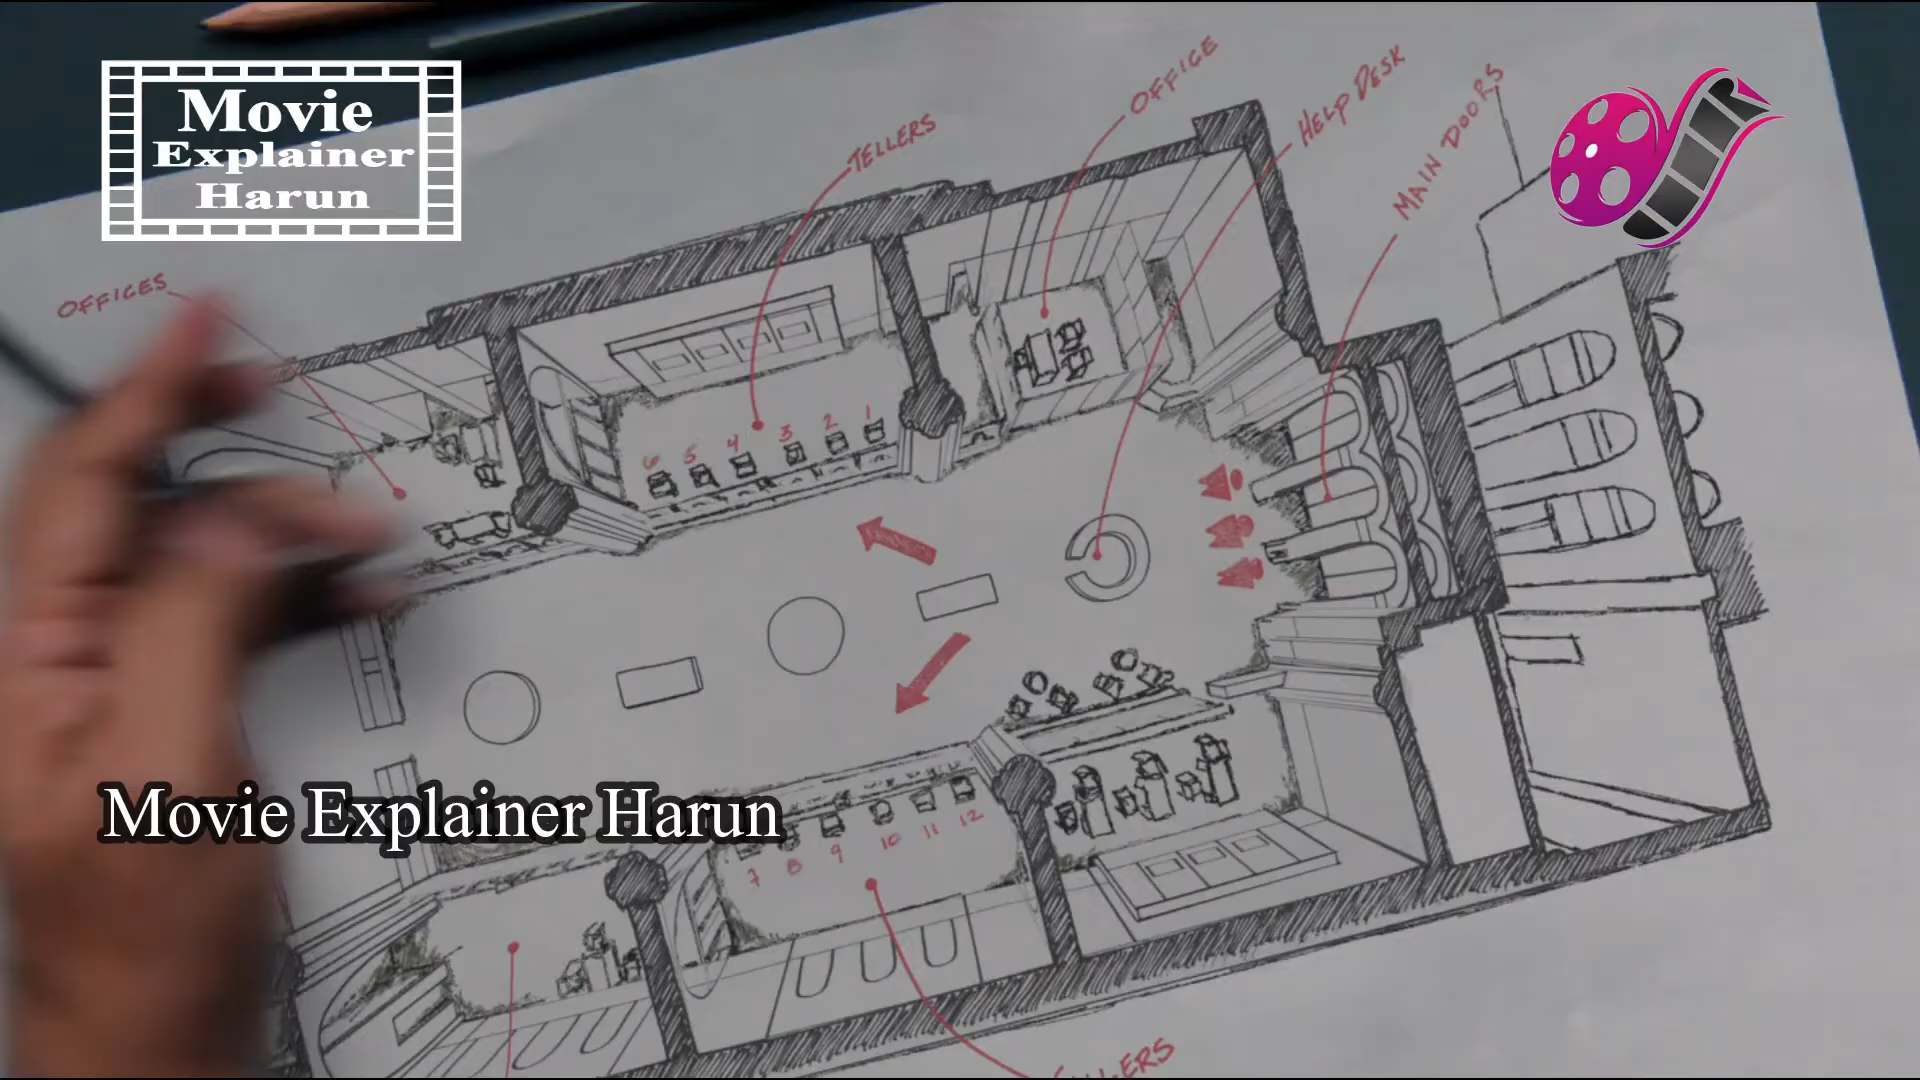 Movie
Explainer
Harun
OFFICES
TELLERS
OFFICE
HELP DESK
MAIN DOORS
6 5 4 3 2 1
Movie Explainer Harun
7 8 9 10 11 12